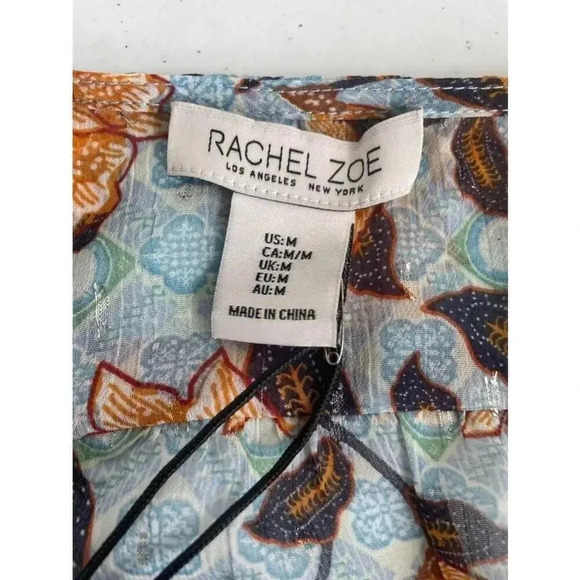 RACHEL ZOE
LOS ANGELES NEW YORK
US:M
CA:M/M
UK:M
EU:M
AU:M
MADE IN CHINA